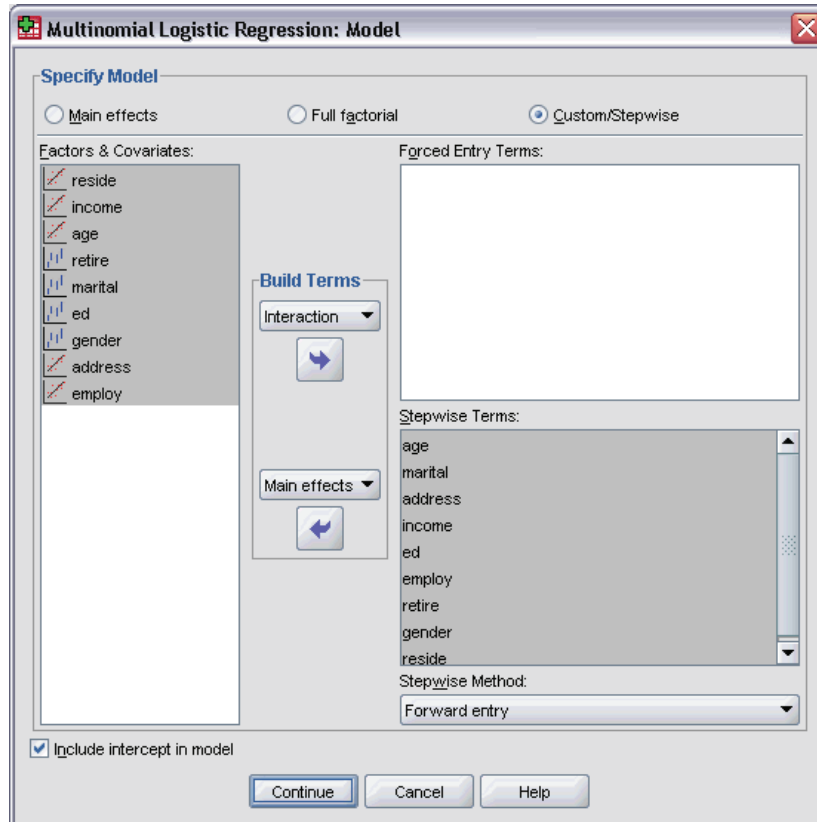 Multinomial Logistic Regression: Model
Specify Model
Main effects
Full factorial
Custom/Stepwise
Factors & Covariates:
reside
income
age
retire
marital
ed
gender
address
employ
Build Terms
Interaction
Main effects
Forced Entry Terms:
Stepwise Terms:
age
marital
address
income
ed
employ
retire
gender
reside
Stepwise Method:
Forward entry
Include intercept in model
Continue
Cancel
Help